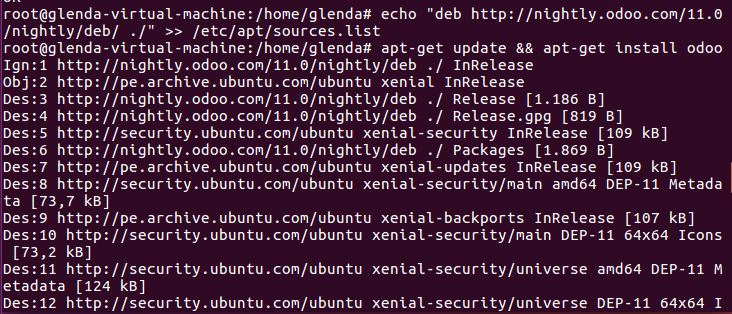 root@glenda-virtual-machine:/home/glenda# echo "deb http://nightly.odoo.com/11.0
/nightly/deb/ ./" >> /etc/apt/sources.list
root@glenda-virtual-machine:/home/glenda# apt-get update && apt-get install odoo
Ign:1 http://nightly.odoo.com/11.0/nightly/deb ./ InRelease
Obj:2 http://pe.archive.ubuntu.com/ubuntu xenial InRelease
Des:3 http://nightly.odoo.com/11.0/nightly/deb ./ Release [1.186 B]
Des:4 http://nightly.odoo.com/11.0/nightly/deb ./ Release.gpg [819 B]
Des:5 http://security.ubuntu.com/ubuntu xenial-security InRelease [109 kB]
Des:6 http://nightly.odoo.com/11.0/nightly/deb ./ Packages [1.869 B]
Des:7 http://pe.archive.ubuntu.com/ubuntu xenial-updates InRelease [109 kB]
Des:8 http://security.ubuntu.com/ubuntu xenial-security/main amd64 DEP-11 Metada
ta [73,7 kB]
Des:9 http://pe.archive.ubuntu.com/ubuntu xenial-backports InRelease [107 kB]
Des:10 http://security.ubuntu.com/ubuntu xenial-security/main DEP-11 64x64 Icons
 [73,2 kB]
Des:11 http://security.ubuntu.com/ubuntu xenial-security/universe amd64 DEP-11 M
etadata [124 kB]
Des:12 http://security.ubuntu.com/ubuntu xenial-security/universe DEP-11 64x64 I